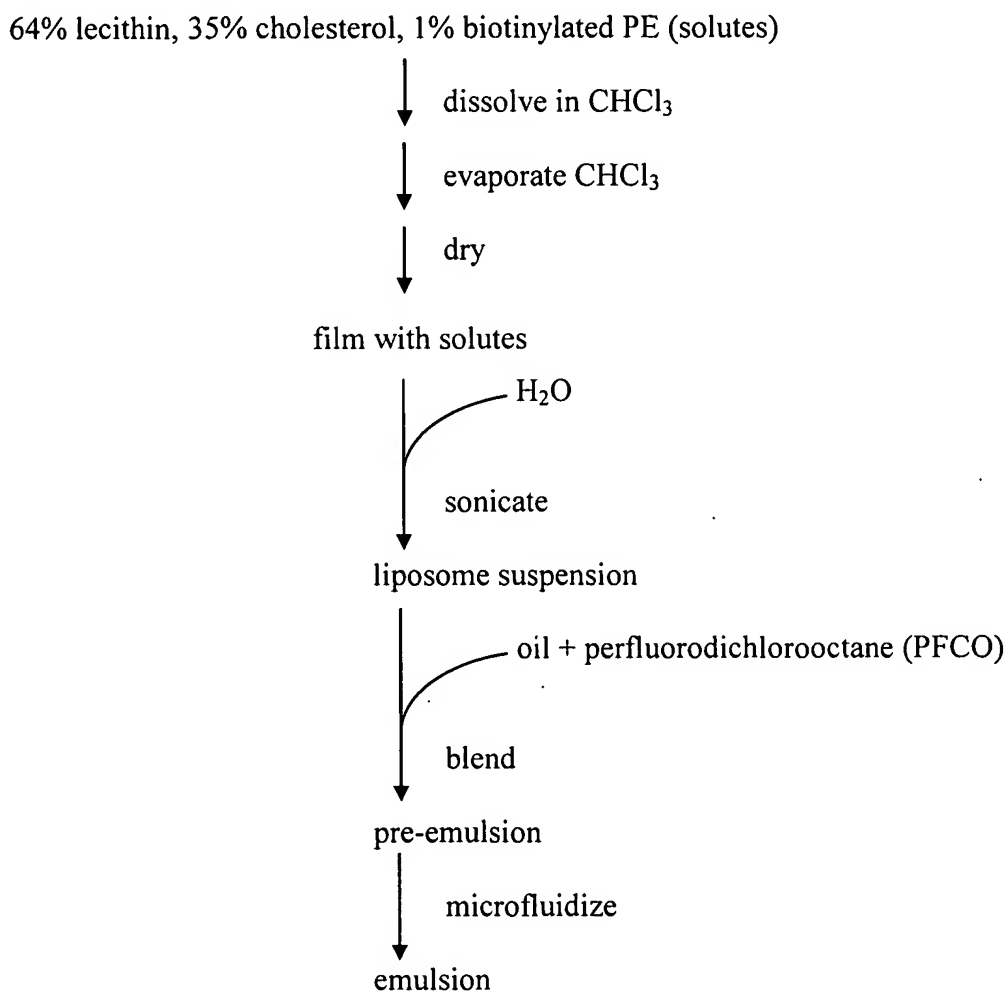 64% lecithin, 35% cholesterol, 1% biotinylated PE (solutes)
dissolve in CHCl₃
evaporate CHCl₃
dry
film with solutes
H₂O
sonicate
liposome suspension
oil + perfluorodichlorooctane (PFCO)
blend
pre-emulsion
microfluidize
emulsion